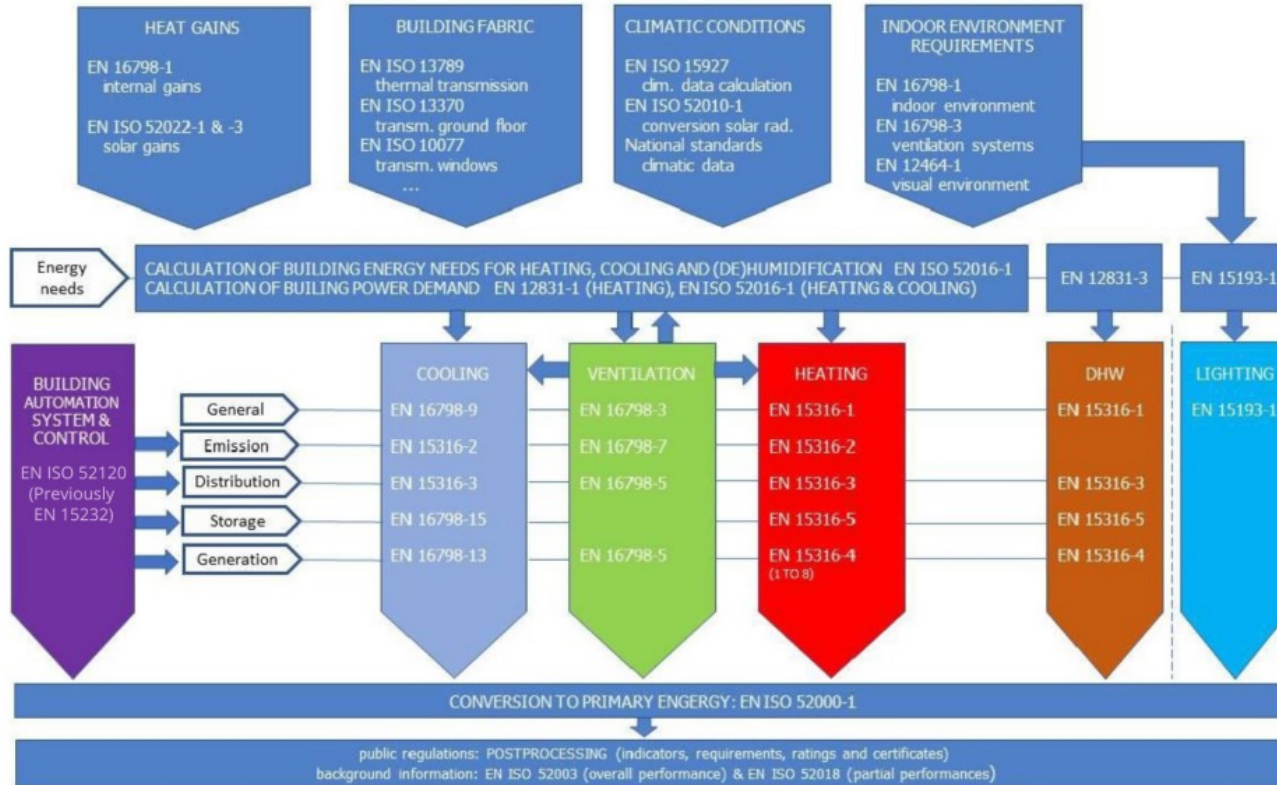 HEAT GAINS
EN 16798-1
internal gains
EN ISO 52022-1 & -3
solar gains
BUILDING FABRIC
EN ISO 13789
thermal transmission
EN ISO 13370
transm. ground floor
EN ISO 10077
transm. windows
...
CLIMATIC CONDITIONS
EN ISO 15927
clim. data calculation
EN ISO 52010-1
conversion solar rad.
National standards
climatic data
INDOOR ENVIRONMENT
REQUIREMENTS
EN 16798-1
indoor environment
EN 16798-3
ventilation systems
EN 12464-1
visual environment
Energy
needs
CALCULATION OF BUILDING ENERGY NEEDS FOR HEATING, COOLING AND (DE)HUMIDIFICATION EN ISO 52016-1
CALCULATION OF BUILING POWER DEMAND EN 12831-1 (HEATING), EN ISO 52016-1 (HEATING & COOLING)
EN 12831-3
EN 15193-1
BUILDING
AUTOMATION
SYSTEM &
CONTROL
EN ISO 52120
(Previously
EN 15232)
General
Emission
Distribution
Storage
Generation
COOLING
EN 16798-9
EN 15316-2
EN 15316-3
EN 16798-15
EN 16798-13
VENTILATION
EN 16798-3
EN 16798-7
EN 16798-5
EN 16798-5
HEATING
EN 15316-1
EN 15316-2
EN 15316-3
EN 15316-5
EN 15316-4
(1 TO 8)
DHW
EN 15316-1
EN 15316-3
EN 15316-5
EN 15316-4
LIGHTING
EN 15193-1
CONVERSION TO PRIMARY ENGERGY: EN ISO 52000-1
public regulations: POSTPROCESSING (indicators, requirements, ratings and certificates)
background information: EN ISO 52003 (overall performance) & EN ISO 52018 (partial performances)